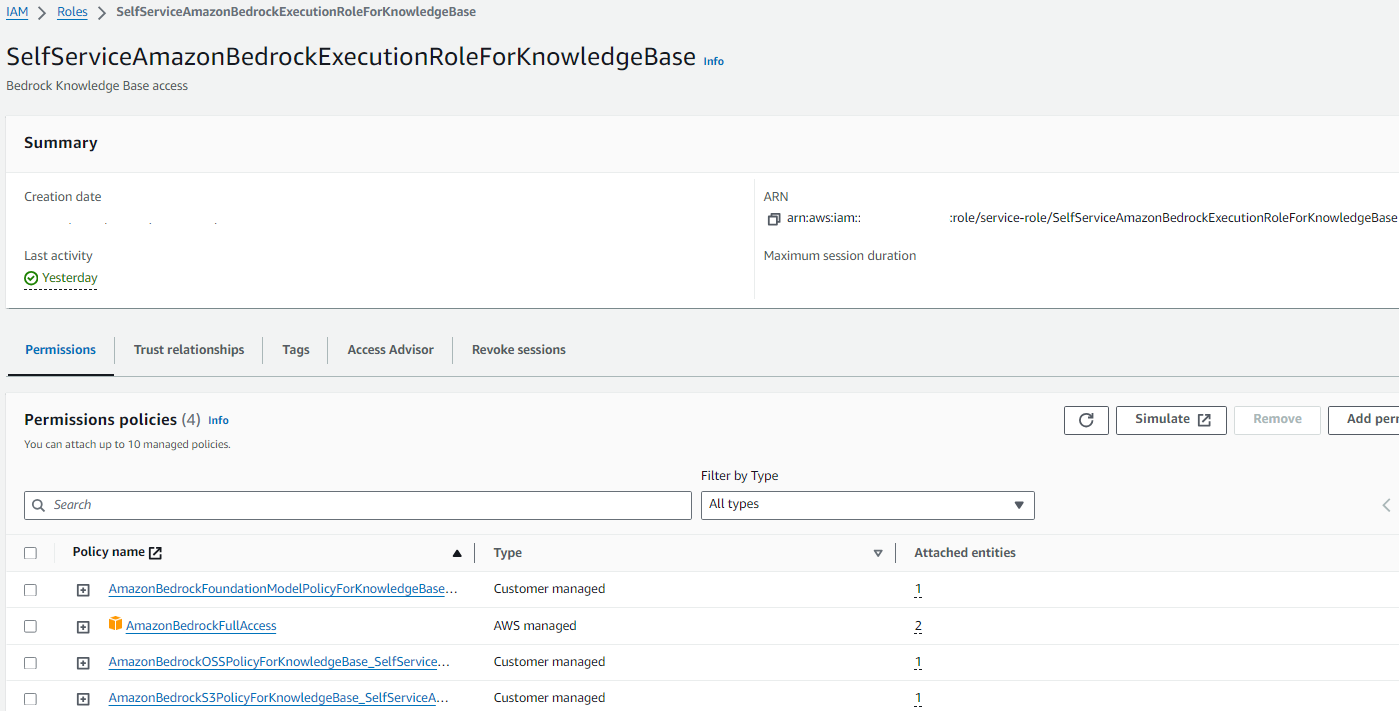 IAM > Roles > SelfServiceAmazonBedrockExecutionRoleForKnowledgeBase
SelfServiceAmazonBedrockExecutionRoleForKnowledgeBase Info
Bedrock Knowledge Base access
Summary
Creation date
ARN
arn:aws:iam:: :role/service-role/SelfServiceAmazonBedrockExecutionRoleForKnowledgeBase
Last activity
Yesterday
Maximum session duration
Permissions Trust relationships Tags Access Advisor Revoke sessions
Permissions policies (4) Info
You can attach up to 10 managed policies.
Simulate Remove Add perr
Filter by Type
Search All types
Policy name Type Attached entities
AmazonBedrockFoundationModelPolicyForKnowledgeBase... Customer managed 1
AmazonBedrockFullAccess AWS managed 2
AmazonBedrockOSSPolicyForKnowledgeBase_SelfService... Customer managed 1
AmazonBedrockS3PolicyForKnowledgeBase_SelfServiceA... Customer managed 1